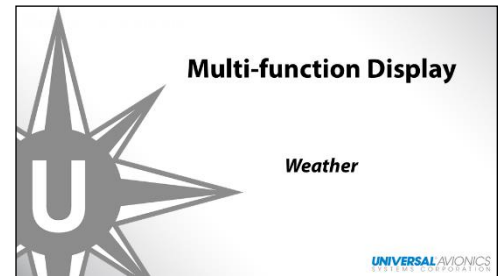 Multi-function Display
Weather
U
UNIVERSAL AVIONICS
SYSTEMS CORPORATION